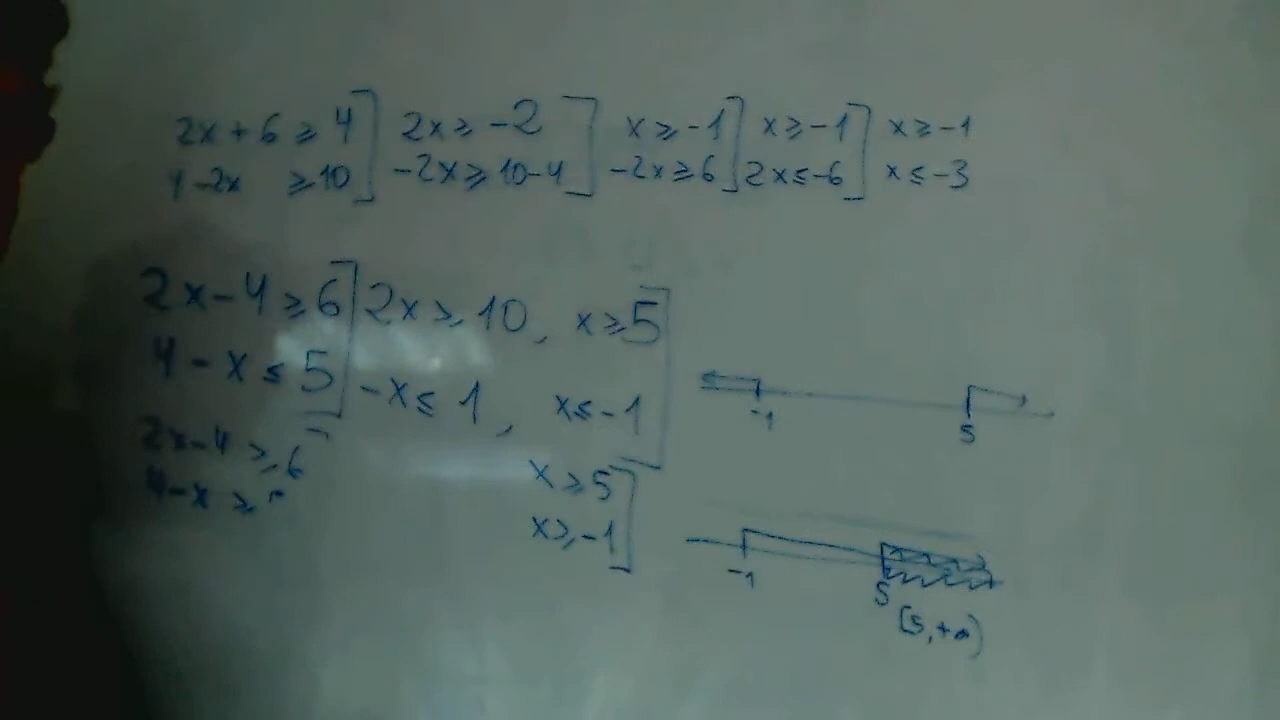 2x + 6 ≥ 4 ] 2x ≥ -2 ] x ≥ -1 ] x ≥ -1 ] x ≥ -1
4 - 2x ≥ 10 ] -2x ≥ 10-4 ] -2x ≥ 6 ] 2x ≤ -6 ] x ≤ -3
2x - 4 ≥ 6 ] 2x ≥ 10, x ≥ 5 ]
4 - x ≤ 5 ] -x ≤ 1, x ≤ -1 ]
-1 5
2x - 4 ≥ 6
4 - x ≥
x ≥ 5 ]
x ≥ -1 ]
-1 5
[5, +∞)